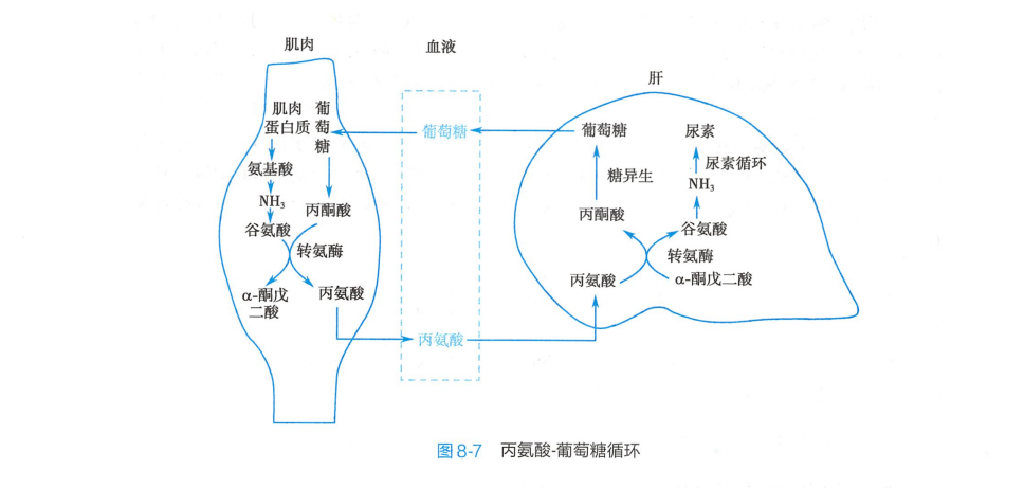 肌肉
血液
肝
肌肉
蛋白质
葡
萄
糖
氨基酸
NH₃
谷氨酸
丙酮酸
转氨酶
α-酮戊
二酸
丙氨酸
葡萄糖
丙氨酸
葡萄糖
糖异生
丙酮酸
丙氨酸
尿素
尿素循环
NH₃
谷氨酸
转氨酶
α-酮戊二酸
图8-7 丙氨酸-葡萄糖循环